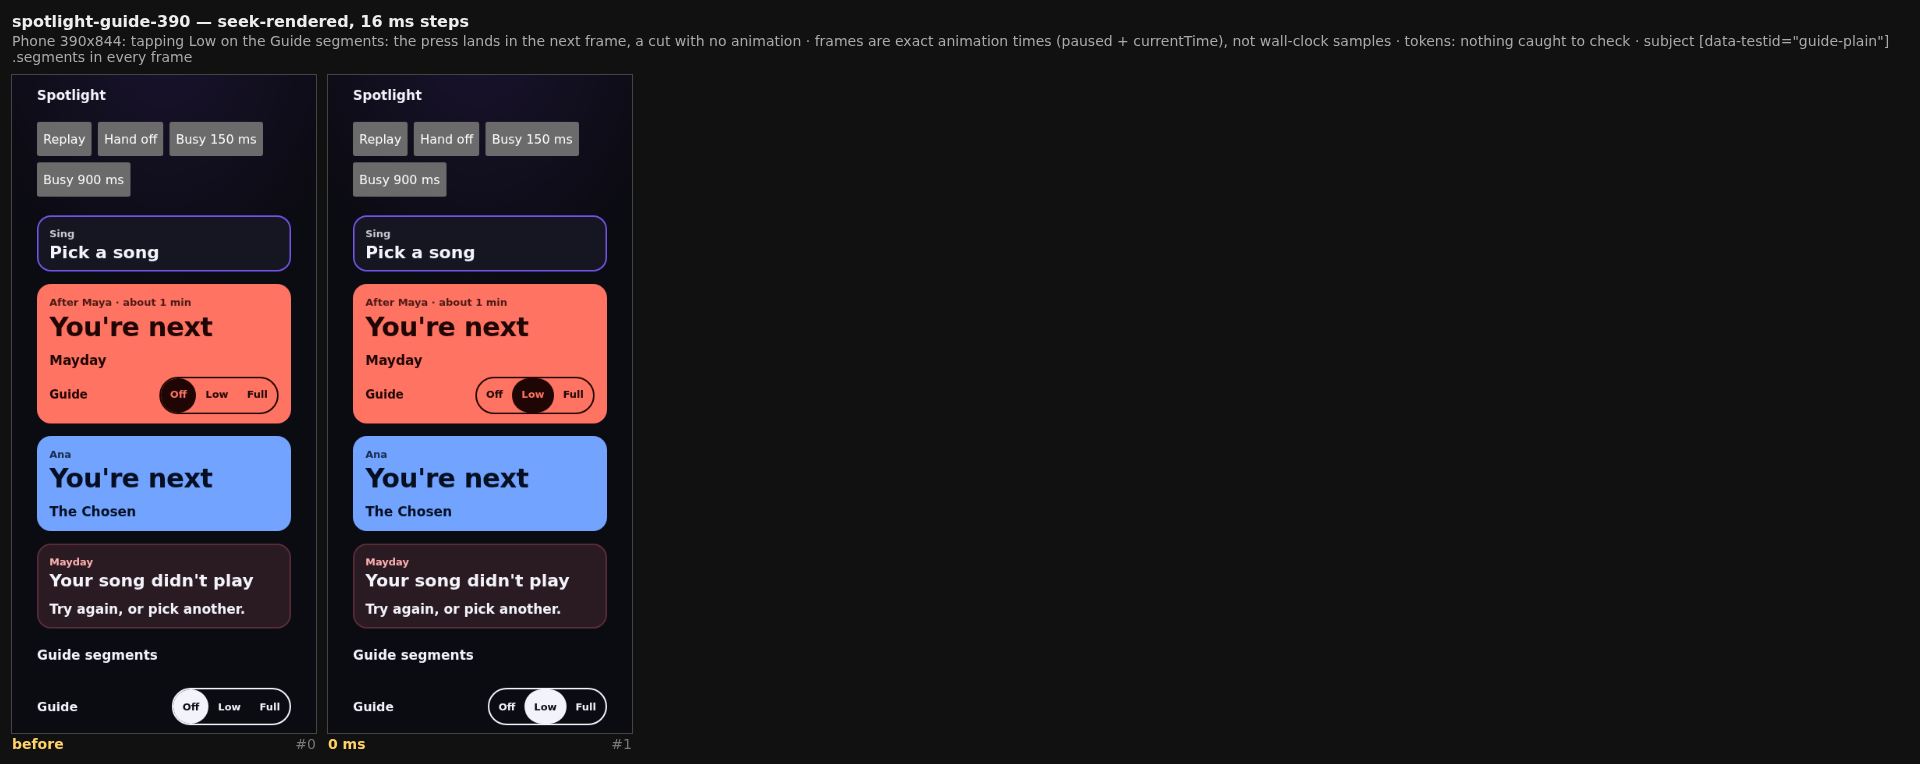 spotlight-guide-390 — seek-rendered, 16 ms steps
Phone 390x844: tapping Low on the Guide segments: the press lands in the next frame, a cut with no animation · frames are exact animation times (paused + currentTime), not wall-clock samples · tokens: nothing caught to check · subject [data-testid="guide-plain"]
.segments in every frame
Spotlight
Replay Hand off Busy 150 ms
Busy 900 ms
Sing
Pick a song
After Maya · about 1 min
You're next
Mayday
Guide Off Low Full
Ana
You're next
The Chosen
Mayday
Your song didn't play
Try again, or pick another.
Guide segments
Guide Off Low Full
before #0
Spotlight
Replay Hand off Busy 150 ms
Busy 900 ms
Sing
Pick a song
After Maya · about 1 min
You're next
Mayday
Guide Off Low Full
Ana
You're next
The Chosen
Mayday
Your song didn't play
Try again, or pick another.
Guide segments
Guide Off Low Full
0 ms #1